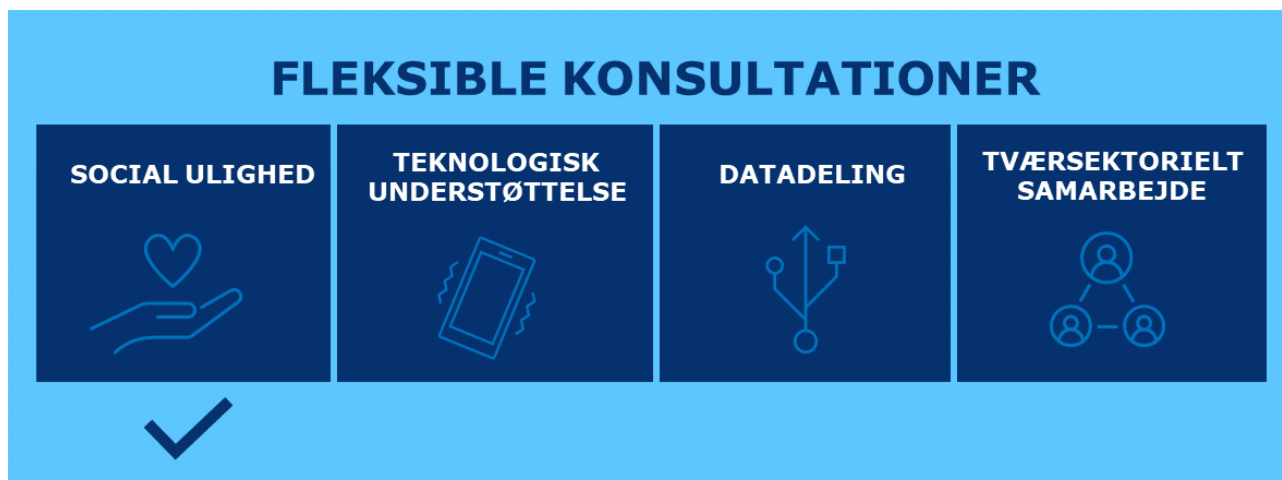 FLEKSIBLE KONSULTATIONER
SOCIAL ULIGHED
TEKNOLOGISK
UNDERSTØTTELSE
DATADELING
TVÆRSEKTORIELT
SAMARBEJDE